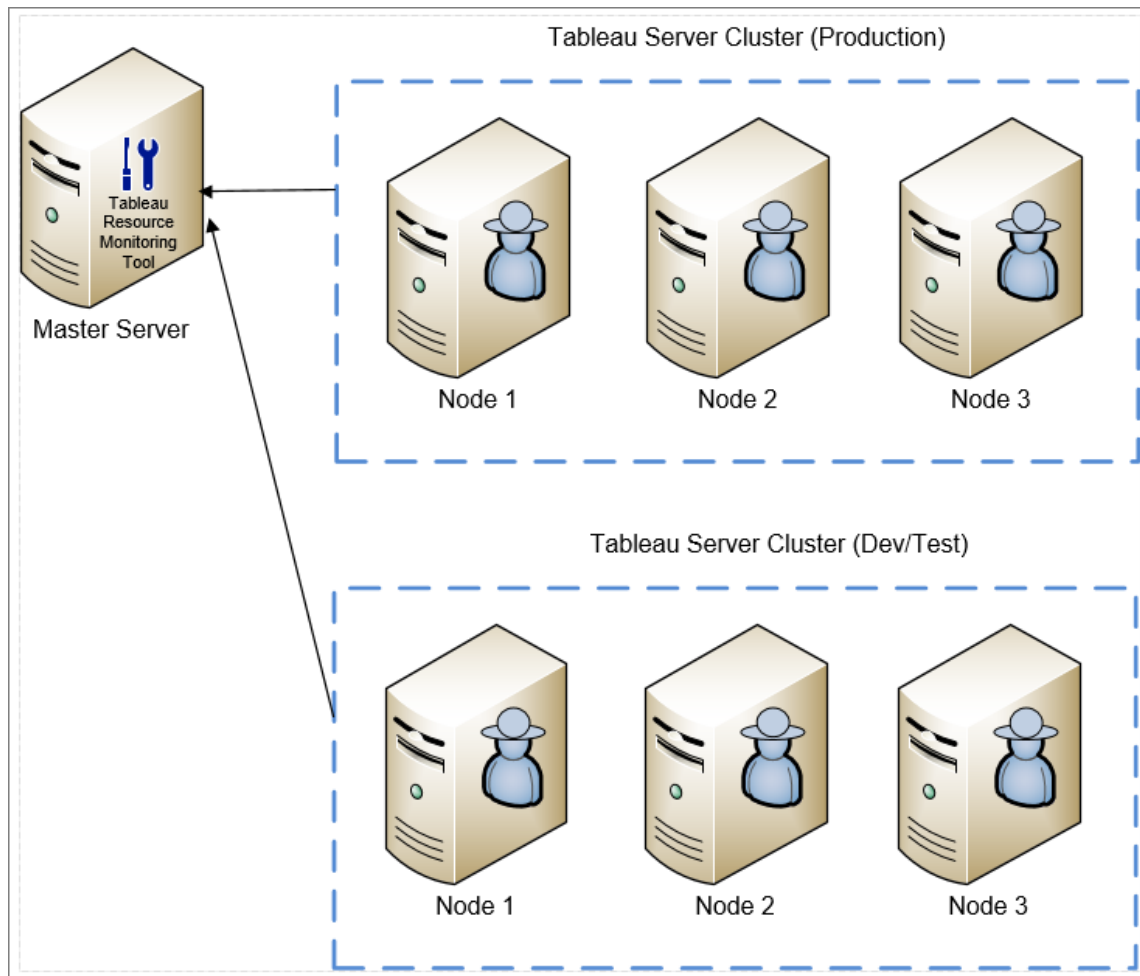 Tableau Server Cluster (Production)
Tableau
Resource
Monitoring
Tool
Master Server
Node 1
Node 2
Node 3
Tableau Server Cluster (Dev/Test)
Node 1
Node 2
Node 3